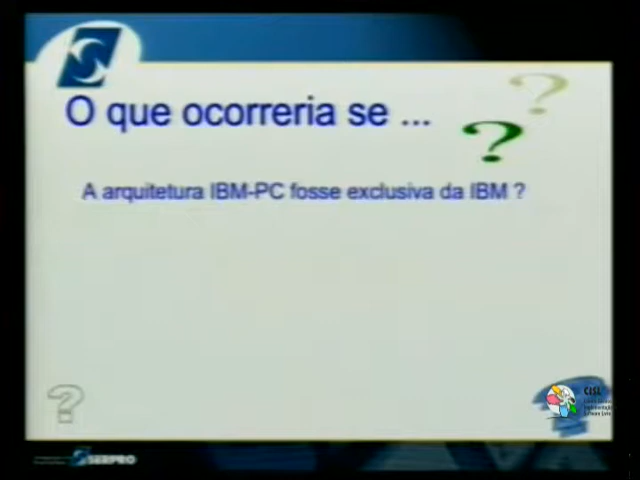 O que ocorreria se ...
A arquitetura IBM-PC fosse exclusiva da IBM ?
CISL
SERPRO